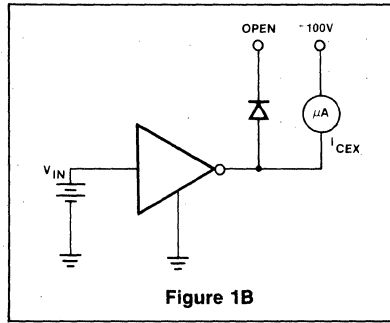 OPEN
100V
μA
I CEX
V IN
Figure 1B